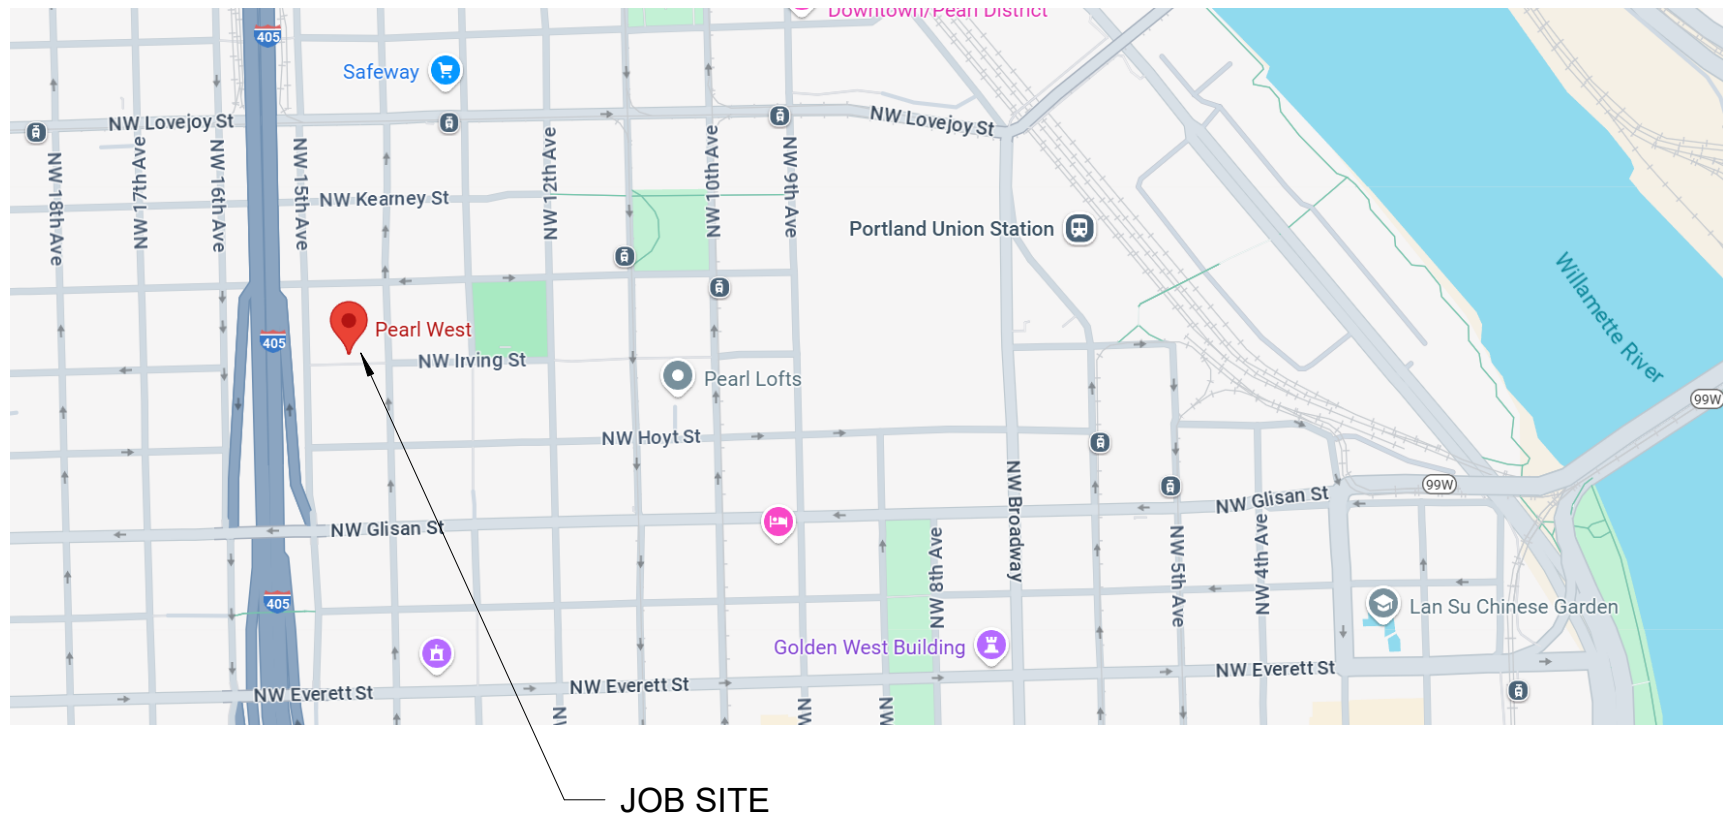 Downtown/Pearl District
405
Safeway
NW Lovejoy St
NW Lovejoy St
NW 18th Ave
NW 17th Ave
NW 16th Ave
NW 15th Ave
NW 12th Ave
NW 10th Ave
NW 9th Ave
NW Kearney St
Portland Union Station
Willamette River
Pearl West
405
NW Irving St
Pearl Lofts
99W
NW Hoyt St
NW Broadway
99W
NW Glisan St
NW Glisan St
NW 8th Ave
NW 5th Ave
NW 4th Ave
405
Lan Su Chinese Garden
Golden West Building
NW Everett St
NW Everett St
NW Everett St
NW
NW
JOB SITE